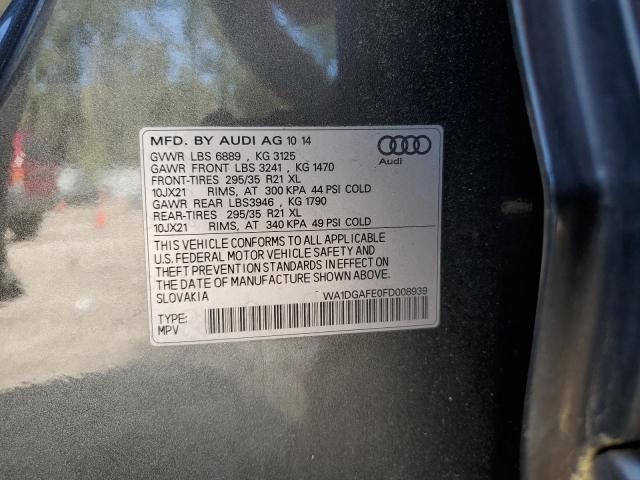 MFD. BY AUDI AG 10 14
GVWR LBS 6889 , KG 3125
GAWR FRONT LBS 3241 , KG 1470
FRONT-TIRES 295/35 R21 XL
10JX21 RIMS, AT 300 KPA 44 PSI COLD
GAWR REAR LBS3946 , KG 1790
REAR-TIRES 295/35 R21 XL
10JX21 RIMS, AT 340 KPA 49 PSI COLD
Audi
THIS VEHICLE CONFORMS TO ALL APPLICABLE
U.S. FEDERAL MOTOR VEHICLE SAFETY AND
THEFT PREVENTION STANDARDS IN EFFECT ON
THE DATE OF MANUFACTURE SHOWN ABOVE.
SLOVAKIA WA1DGAFE0FD008939
TYPE:
MPV